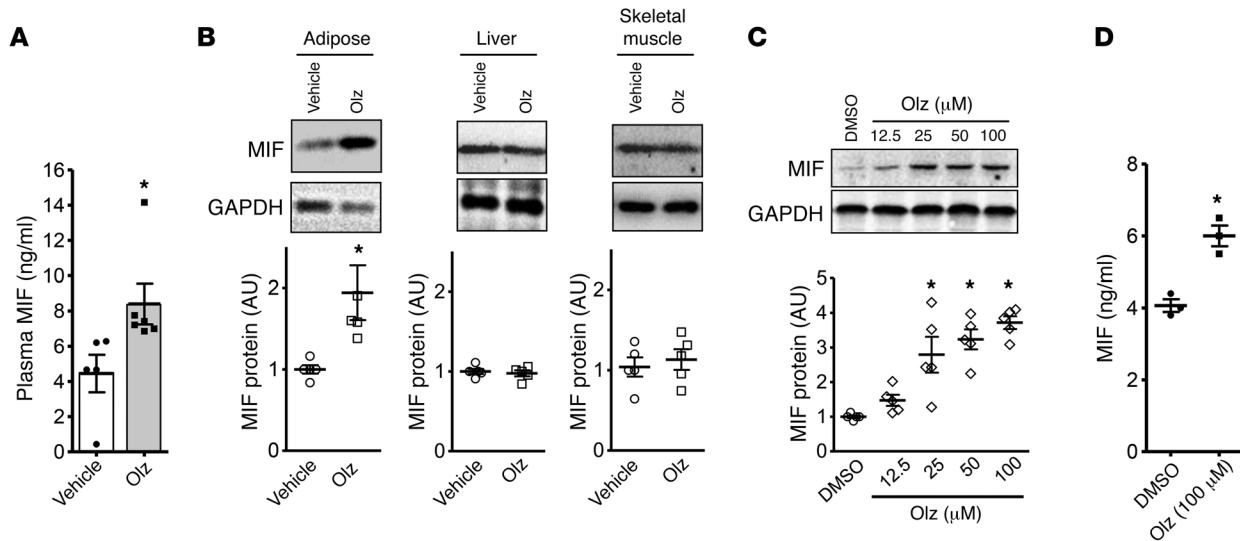 A
16
14
12
10
8
6
4
2
0
Plasma MIF (ng/ml)
*
Vehicle
Olz
B
Adipose
Vehicle
Olz
MIF
GAPDH
Liver
Vehicle
Olz
Skeletal
muscle
Vehicle
Olz
MIF protein (AU)
2
1
0
*
Vehicle
Olz
MIF protein (AU)
2
1
0
Vehicle
Olz
MIF protein (AU)
2
1
0
Vehicle
Olz
C
DMSO
Olz (μM)
12.5 25 50 100
MIF
GAPDH
MIF protein (AU)
5
4
3
2
1
0
* * *
DMSO
12.5
25
50
100
Olz (μM)
D
MIF (ng/ml)
8
6
4
2
0
*
DMSO
Olz (100 μM)